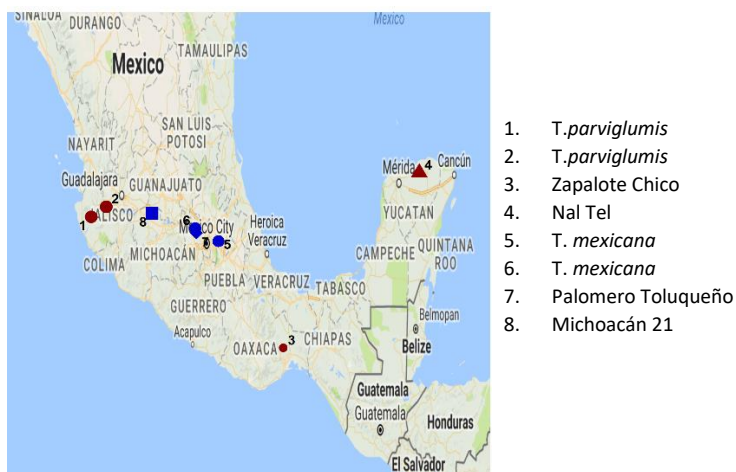 Mexico
SINALOA DURANGO
TAMAULIPAS
Mexico
SAN LUIS
POTOSI
NAYARIT
Guadalajara
GUANAJUATO
2
JALISCO
1
8
6
Mexico City
7
5
Heroica
Veracruz
COLIMA
MICHOACÁN
PUEBLA
VERACRUZ
TABASCO
GUERRERO
Acapulco
OAXACA
3
CHIAPAS
Mérida
4
Cancún
YUCATAN
CAMPECHE
QUINTANA
ROO
Belmopan
Belize
Guatemala
Guatemala
Honduras
El Salvador
1. T.parviglumis
2. T.parviglumis
3. Zapalote Chico
4. Nal Tel
5. T. mexicana
6. T. mexicana
7. Palomero Toluqueño
8. Michoacán 21